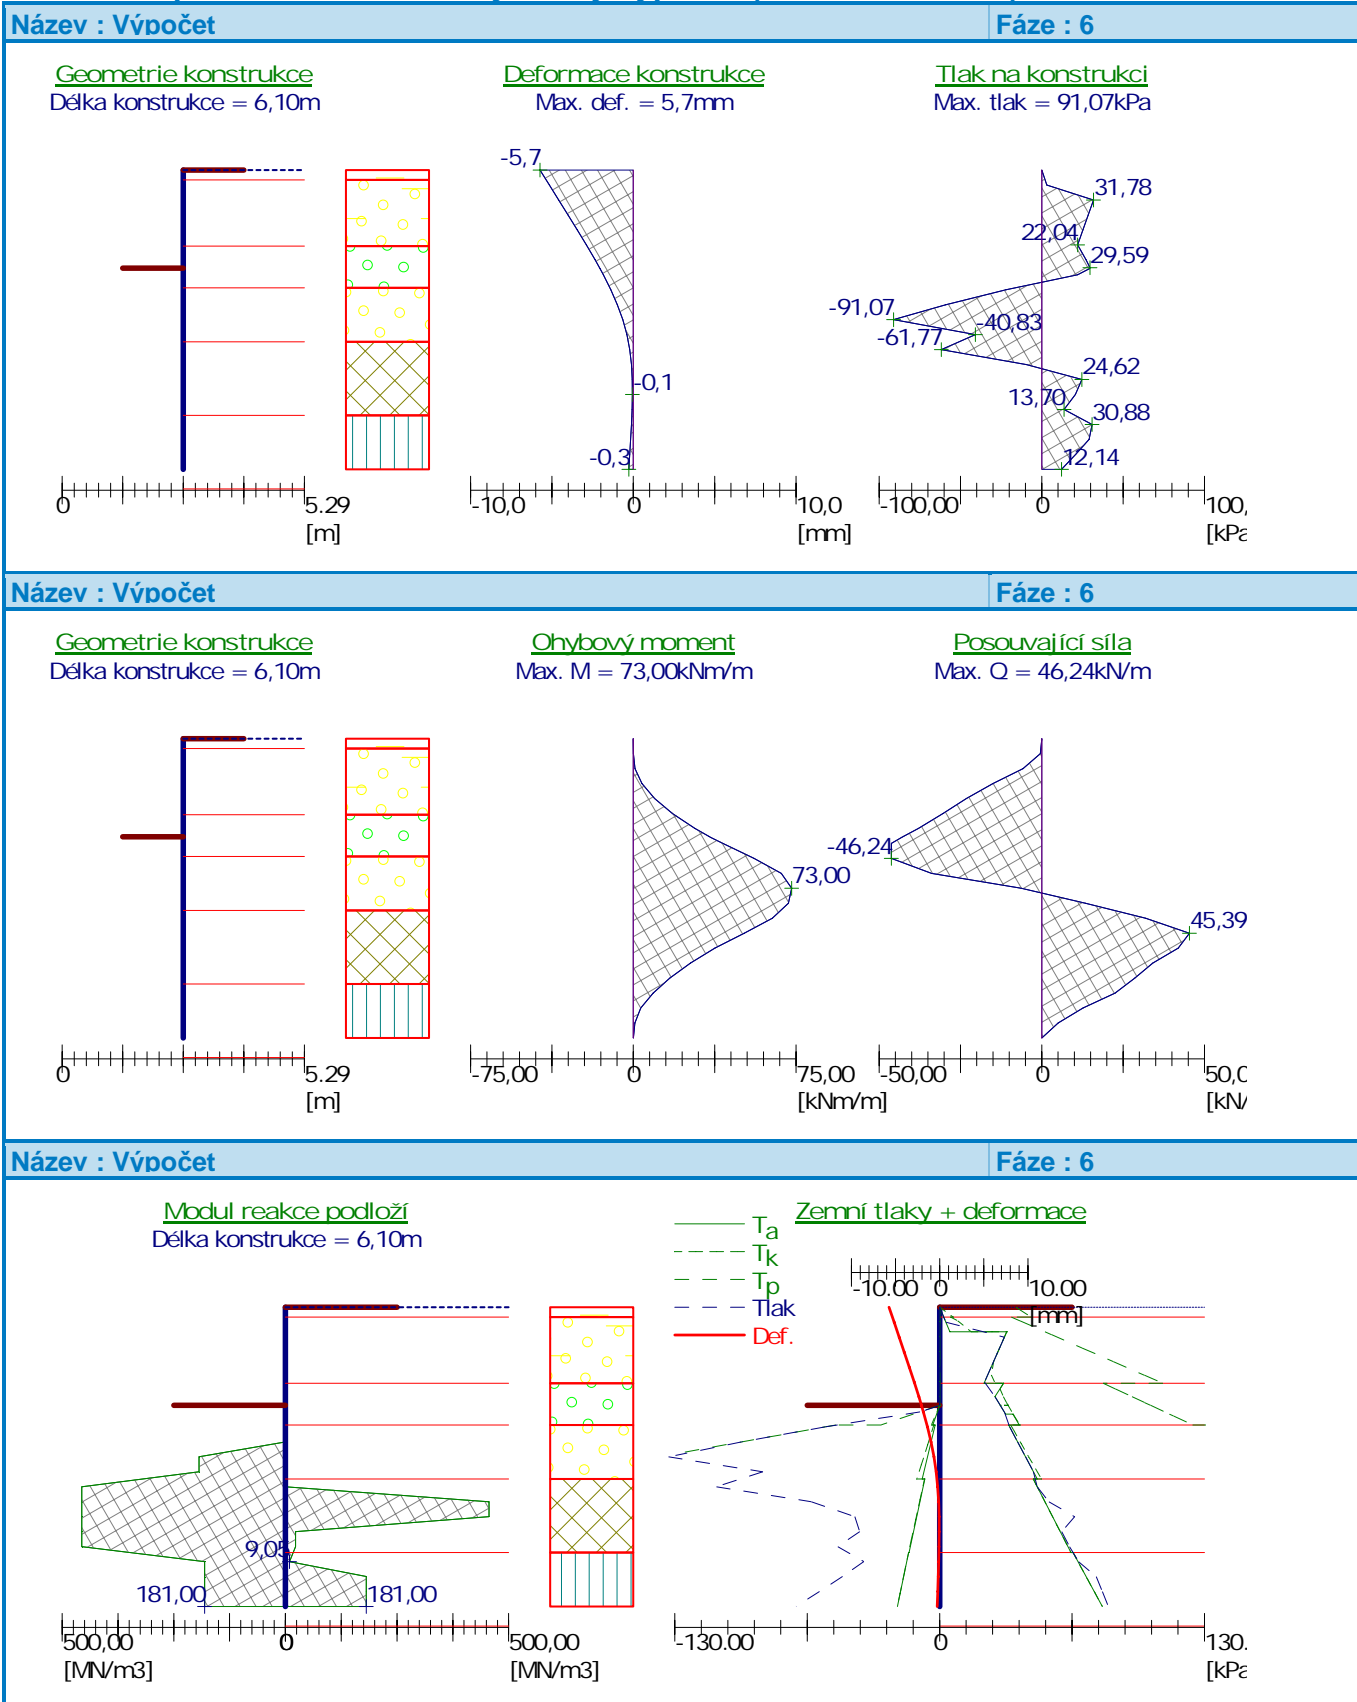 Název : Výpočet Fáze : 6
Geometrie konstrukce
Délka konstrukce = 6,10m
Deformace konstrukce
Max. def. = 5,7mm
Tlak na konstrukci
Max. tlak = 91,07kPa
-5,7
-0,1
-0,3
31,78
22,04
29,59
-91,07
-40,83
-61,77
24,62
13,70
30,88
12,14
0 5.29
[m]
-10,0 0 10,0
[mm]
-100,00 0 100,
[kPa
Název : Výpočet Fáze : 6
Geometrie konstrukce
Délka konstrukce = 6,10m
Ohybový moment
Max. M = 73,00kNm/m
Posouvající síla
Max. Q = 46,24kN/m
73,00
-46,24
45,39
0 5.29
[m]
-75,00 0 75,00
[kNm/m]
-50,00 0 50,0
[kN/
Název : Výpočet Fáze : 6
Modul reakce podloží
Délka konstrukce = 6,10m
Zemní tlaky + deformace
Ta
Tk
Tp
Tlak
Def.
-10.00 0 10.00
[mm]
9,05
181,00 181,00
500,00 0 500,00
[MN/m3] [MN/m3]
-130.00 0 130.
[kPa